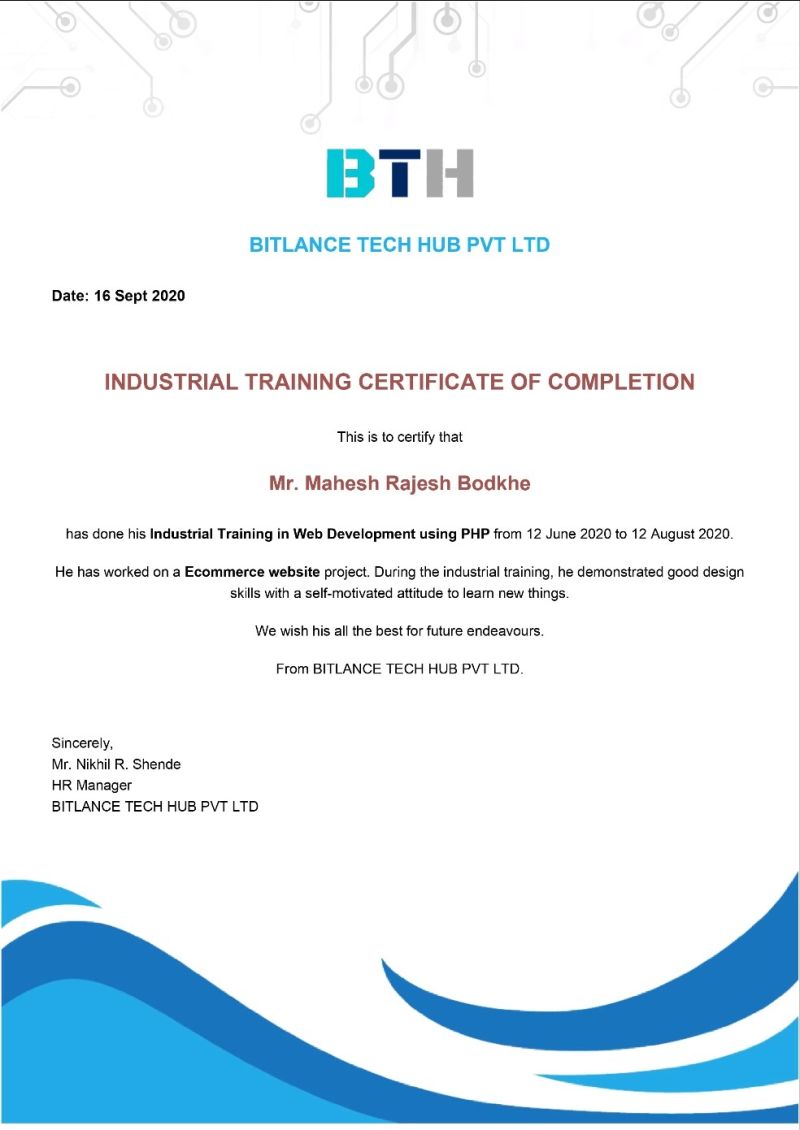 BTH
BITLANCE TECH HUB PVT LTD
Date: 16 Sept 2020
INDUSTRIAL TRAINING CERTIFICATE OF COMPLETION
This is to certify that
Mr. Mahesh Rajesh Bodkhe
has done his Industrial Training in Web Development using PHP from 12 June 2020 to 12 August 2020.
He has worked on a Ecommerce website project. During the industrial training, he demonstrated good design
skills with a self-motivated attitude to learn new things.
We wish his all the best for future endeavours.
From BITLANCE TECH HUB PVT LTD.
Sincerely,
Mr. Nikhil R. Shende
HR Manager
BITLANCE TECH HUB PVT LTD